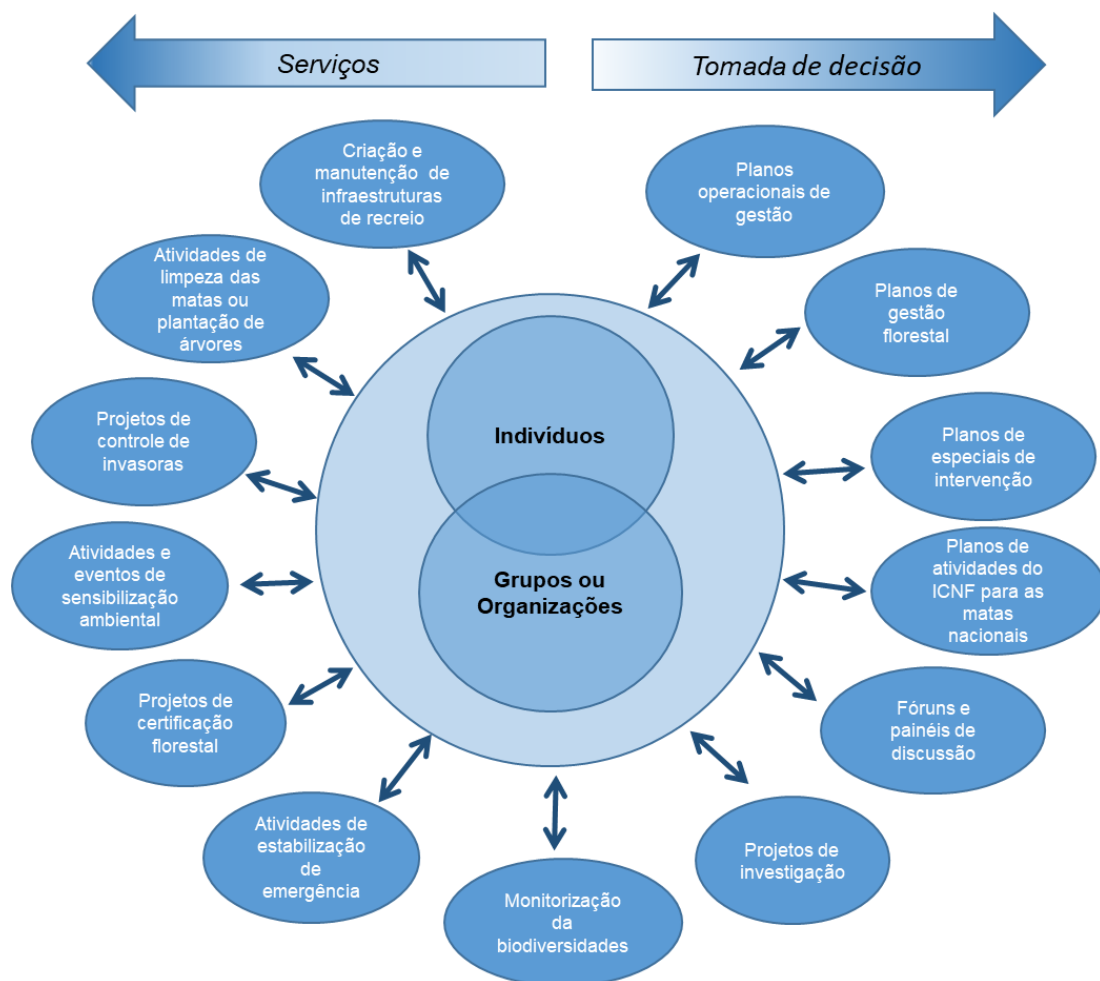 Serviços
Tomada de decisão
Criação e
manutenção de
infraestruturas
de recreio
Planos
operacionais de
gestão
Atividades de
limpeza das
matas ou
plantação de
árvores
Planos de
gestão
florestal
Projetos de
controle de
invasoras
Planos de
especiais de
intervenção
Atividades e
eventos de
sensibilização
ambiental
Planos de
atividades do
ICNF para as
matas
nacionais
Projetos de
certificação
florestal
Fóruns e
painéis de
discussão
Atividades de
estabilização
de
emergência
Projetos de
investigação
Monitorização
da
biodiversidades
Indivíduos
Grupos ou
Organizações